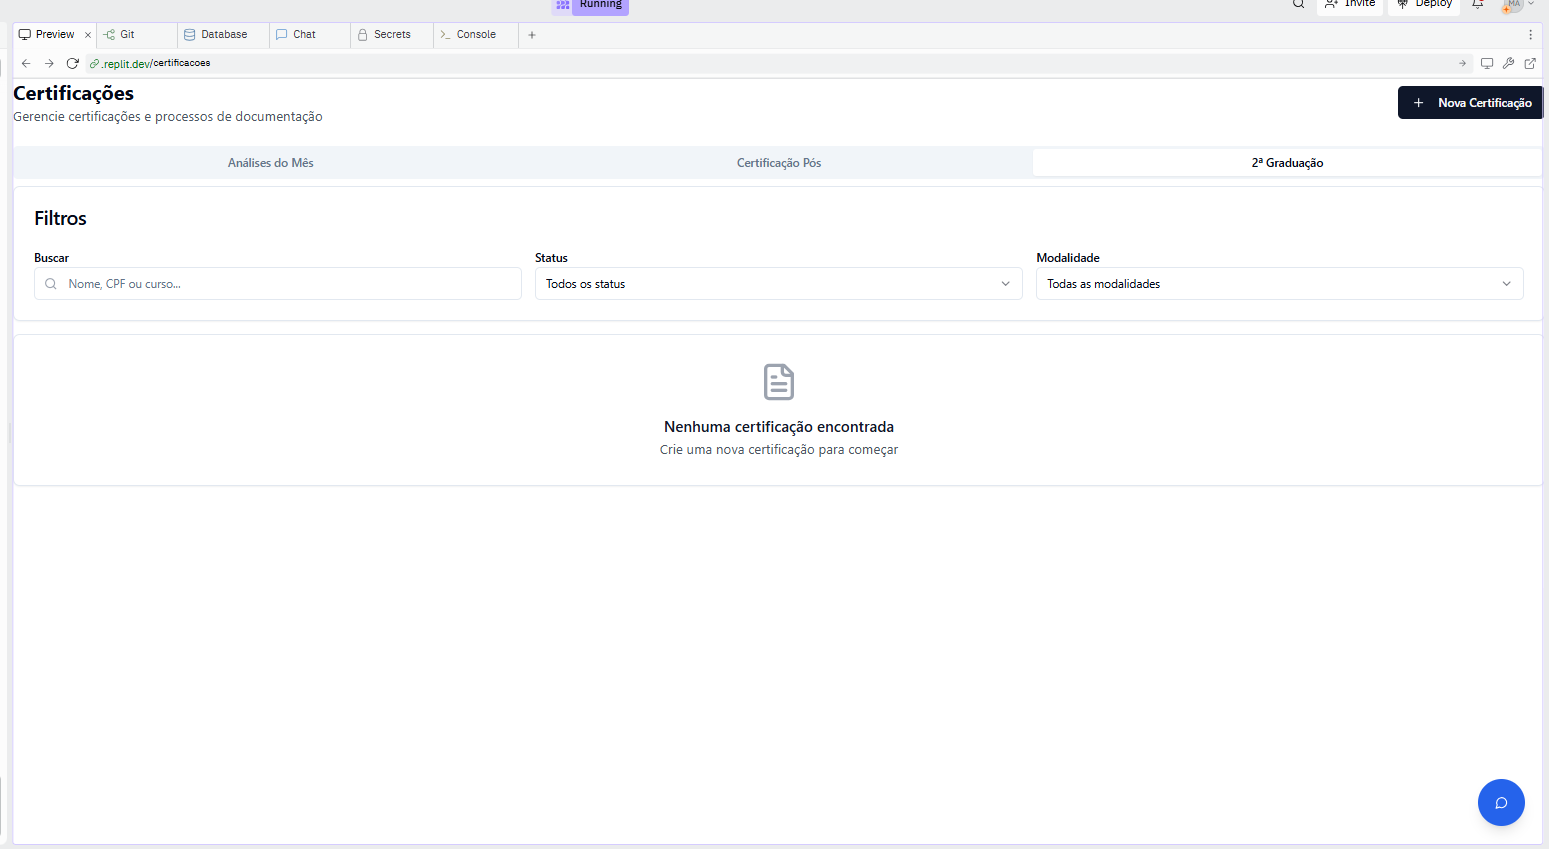 Running
Invite
Deploy
MA
Preview
Git
Database
Chat
Secrets
Console
.replit.dev/certificacoes
Certificações
Gerencie certificações e processos de documentação
Nova Certificação
Análises do Mês
Certificação Pós
2ª Graduação
Filtros
Buscar
Status
Modalidade
Nome, CPF ou curso...
Todos os status
Todas as modalidades
Nenhuma certificação encontrada
Crie uma nova certificação para começar